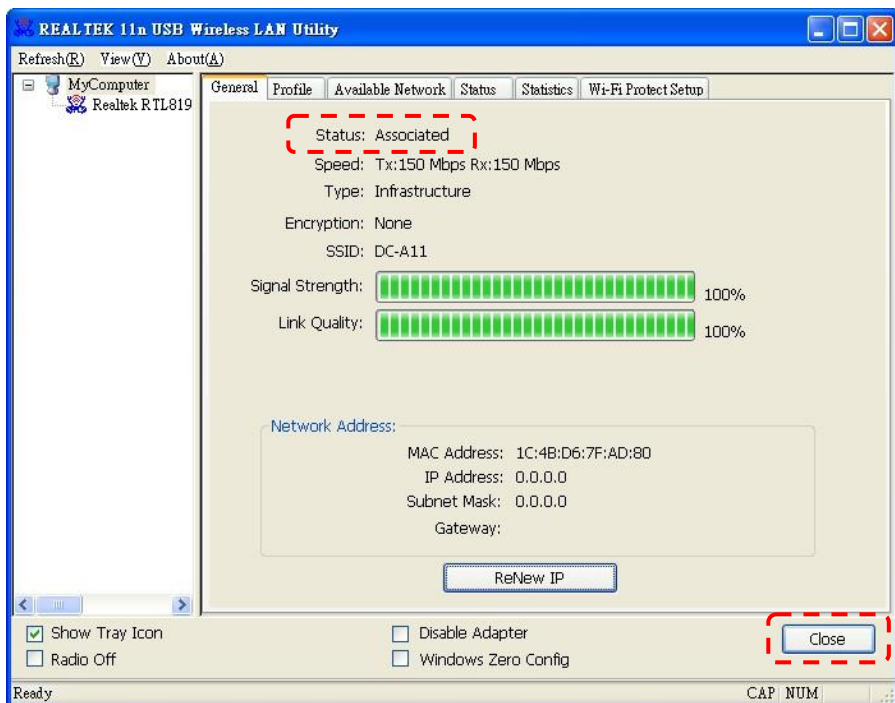 REALTEK 11n USB Wireless LAN Utility
Refresh(R) View(V) About(A)
MyComputer
Realtek RTL819
General Profile Available Network Status Statistics Wi-Fi Protect Setup
Status: Associated
Speed: Tx:150 Mbps Rx:150 Mbps
Type: Infrastructure
Encryption: None
SSID: DC-A11
Signal Strength: 100%
Link Quality: 100%
Network Address:
MAC Address: 1C:4B:D6:7F:AD:80
IP Address: 0.0.0.0
Subnet Mask: 0.0.0.0
Gateway:
ReNew IP
Show Tray Icon Disable Adapter
Close
Radio Off Windows Zero Config
Ready CAP NUM